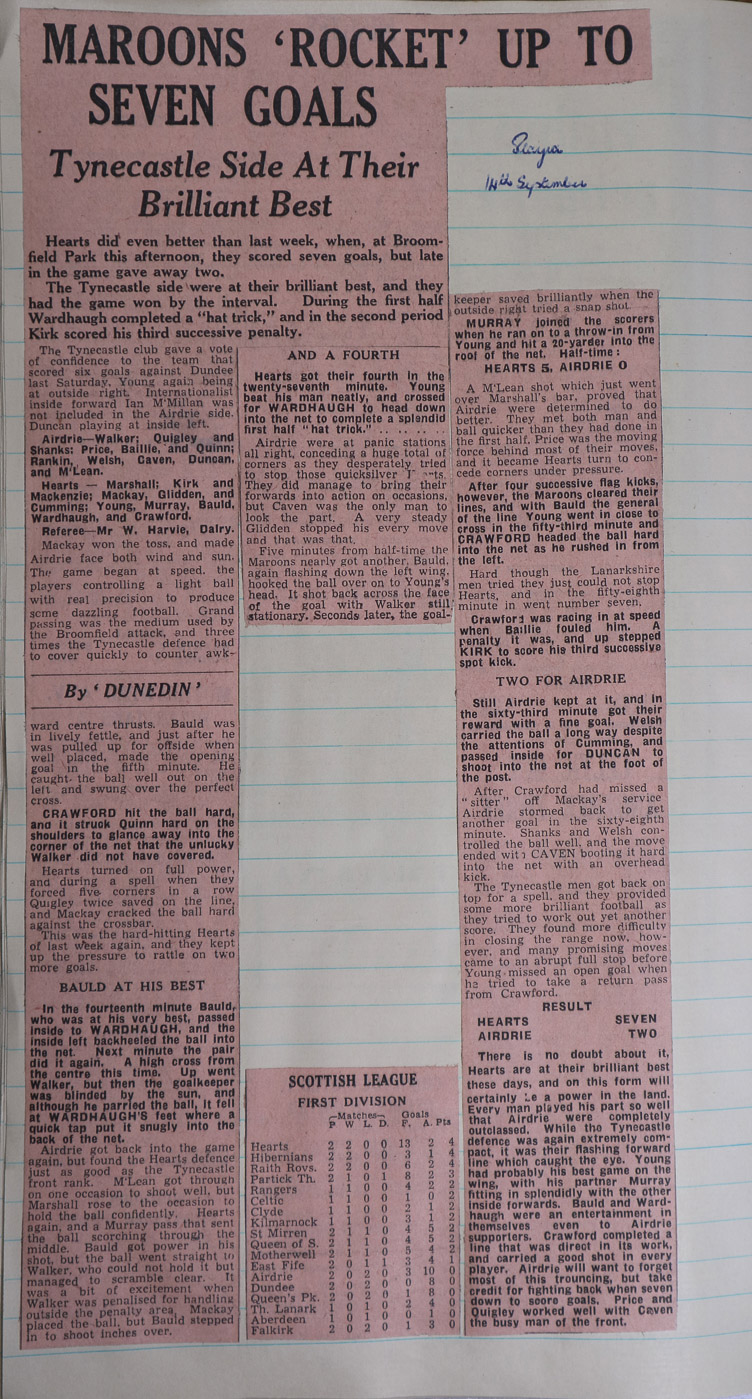 MAROONS ‘ROCKET’ UP TO
SEVEN GOALS
Tynecastle Side At Their
Brilliant Best
14th September
Hearts did even better than last week, when, at Broom-
field Park this afternoon, they scored seven goals, but late
in the game gave away two.
The Tynecastle side were at their brilliant best, and they
had the game won by the interval. During the first half
Wardhaugh completed a “hat trick,” and in the second period
Kirk scored his third successive penalty.
The Tynecastle club gave a vote
of confidence to the team that
scored six goals against Dundee
last Saturday, Young again being
at outside right. Internationalist
inside forward Ian M‘Millan was
not included in the Airdrie side.
Duncan playing at inside left.
Airdrie—Walker; Quigley and
Shanks; Price, Baillie, and Quinn;
Rankin, Welsh, Caven, Duncan,
and M‘Lean.
Hearts — Marshall; Kirk and
Mackenzie; Mackay, Glidden, and
Cumming; Young, Murray, Bauld,
Wardhaugh, and Crawford.
Referee—Mr W. Harvie, Dalry.
Mackay won the toss, and made
Airdrie face both wind and sun.
The game began at speed, the
players controlling a light ball
with real precision to produce
some dazzling football. Grand
passing was the medium used by
the Broomfield attack, and three
times the Tynecastle defence had
to cover quickly to counter awk-
By ‘DUNEDIN’
ward centre thrusts. Bauld was
in lively fettle, and just after he
was pulled up for offside when
well placed, made the opening
goal in the fifth minute. He
caught the ball well out on the
left and swung over the perfect
cross.
CRAWFORD hit the ball hard,
and it struck Quinn hard on the
shoulders to glance away into the
corner of the net that the unlucky
Walker did not have covered.
Hearts turned on full power,
and during a spell when they
forced five corners in a row
Quigley twice saved on the line,
and Mackay cracked the ball hard
against the crossbar.
This was the hard-hitting Hearts
of last week again, and they kept
up the pressure to rattle on two
more goals.
BAULD AT HIS BEST
In the fourteenth minute Bauld,
who was at his very best, passed
inside to WARDHAUGH, and the
inside left backheeled the ball into
the net. Next minute the pair
did it again. A high cross from
the centre this time. Up went
Walker, but then the goalkeeper
was blinded by the sun, and
although he parried the ball, it fell
at WARDHAUGH'S feet where a
quick tap put it snugly into the
back of the net.
Airdrie got back into the game
again, but found the Hearts defence
just as good as the Tynecastle
front rank. M‘Lean got through
on one occasion to shoot well, but
Marshall rose to the occasion to
hold the ball confidently. Hearts
again, and a Murray pass that sent
the ball scorching through the
middle. Bauld got power in his
shot, but the ball went straight to
Walker, who could not hold it but
managed to scramble clear. It
was a bit of excitement when
Walker was penalised for handling
outside the penalty area. Mackay
placed the ball, but Bauld stepped
in to shoot inches over.
AND A FOURTH
Hearts got their fourth in the
twenty-seventh minute. Young
beat his man neatly, and crossed
for WARDHAUGH to head down
into the net to complete a splendid
first half “hat trick.” .. .. .. ..
Airdrie were at panic stations
all right, conceding a huge total of
corners as they desperately tried
to stop those quicksilver
They did manage to bring their
forwards into action on occasions,
but Caven was the only man to
look the part. A very steady
Glidden stopped his every move
and that was that.
Five minutes from half-time the
Maroons nearly got another, Bauld,
again flashing down the left wing,
hooked the ball over on to Young's
head. It shot back across the face
of the goal with Walker still
stationary. Seconds later, the goal-
keeper saved brilliantly when the
outside right tried a snap shot.
MURRAY joined the scorers
when he ran on to a throw-in from
Young and hit a 20-yarder into the
roof of the net. Half-time:
HEARTS 5, AIRDRIE 0
A M‘Lean shot which just went
over Marshall's bar, proved that
Airdrie were determined to do
better. They met both man and
ball quicker than they had done in
the first half. Price was the moving
force behind most of their moves,
and it became Hearts turn to con-
cede corners under pressure.
After four successive flag kicks,
however, the Maroons cleared their
lines, and with Bauld the general
of the line Young went in close to
cross in the fifty-third minute and
CRAWFORD headed the ball hard
into the net as he rushed in from
the left.
Hard though the Lanarkshire
men tried they just could not stop
Hearts, and in the fifty-eighth
minute in went number seven.
Crawford was racing in at speed
when Baillie fouled him. A
penalty it was, and up stepped
KIRK to score his third successive
spot kick.
TWO FOR AIRDRIE
Still Airdrie kept at it, and in
the sixty-third minute got their
reward with a fine goal. Welsh
carried the ball a long way despite
the attentions of Cumming, and
passed inside for DUNCAN to
shoot into the net at the foot of
the post.
After Crawford had missed a
“sitter” off Mackay's service
Airdrie stormed back to get
another goal in the sixty-eighth
minute. Shanks and Welsh con-
trolled the ball well, and the move
ended with CAVEN booting it hard
into the net with an overhead
kick.
The Tynecastle men got back on
top for a spell, and they provided
some more brilliant football as
they tried to work out yet another
score. They found more difficulty
in closing the range now, how-
ever, and many promising moves
came to an abrupt full stop before
Young missed an open goal when
he tried to take a return pass
from Crawford.
RESULT
HEARTS SEVEN
AIRDRIE TWO
There is no doubt about it,
Hearts are at their brilliant best
these days, and on this form will
certainly be a power in the land.
Every man played his part so well
that Airdrie were completely
outclassed. While the Tynecastle
defence was again extremely com-
pact, it was their flashing forward
line which caught the eye. Young
had probably his best game on the
wing, with his partner Murray
fitting in splendidly with the other
inside forwards. Bauld and Ward-
haugh were an entertainment in
themselves even to Airdrie
supporters. Crawford completed a
line that was direct in its work,
and carried a good shot in every
player. Airdrie will want to forget
most of this trouncing, but take
credit for fighting back when seven
down to score goals. Price and
Quigley worked well with Caven
the busy man of the front.
SCOTTISH LEAGUE
FIRST DIVISION
Matches Goals
P W L. D. F. A. Pts
Hearts 2 2 0 0 13 2 4
Hibernians 2 2 0 0 3 1 4
Raith Rovs. 2 2 0 0 6 2 4
Partick Th. 2 1 0 1 8 2 3
Rangers 1 1 0 0 4 2 2
Celtic 1 1 0 0 1 0 2
Clyde 1 1 0 0 2 1 2
Kilmarnock 1 1 0 0 3 1 2
St Mirren 2 1 1 0 4 5 2
Queen of S. 2 1 1 0 4 5 2
Motherwell 2 1 1 0 5 4 2
East Fife 2 0 1 1 3 4 1
Airdrie 2 0 2 0 3 10 0
Dundee 2 0 2 0 0 8 0
Queen's Pk. 2 0 2 0 1 8 0
Th. Lanark 1 0 1 0 2 4 0
Aberdeen 1 0 1 0 0 1 0
Falkirk 2 0 2 0 1 3 0